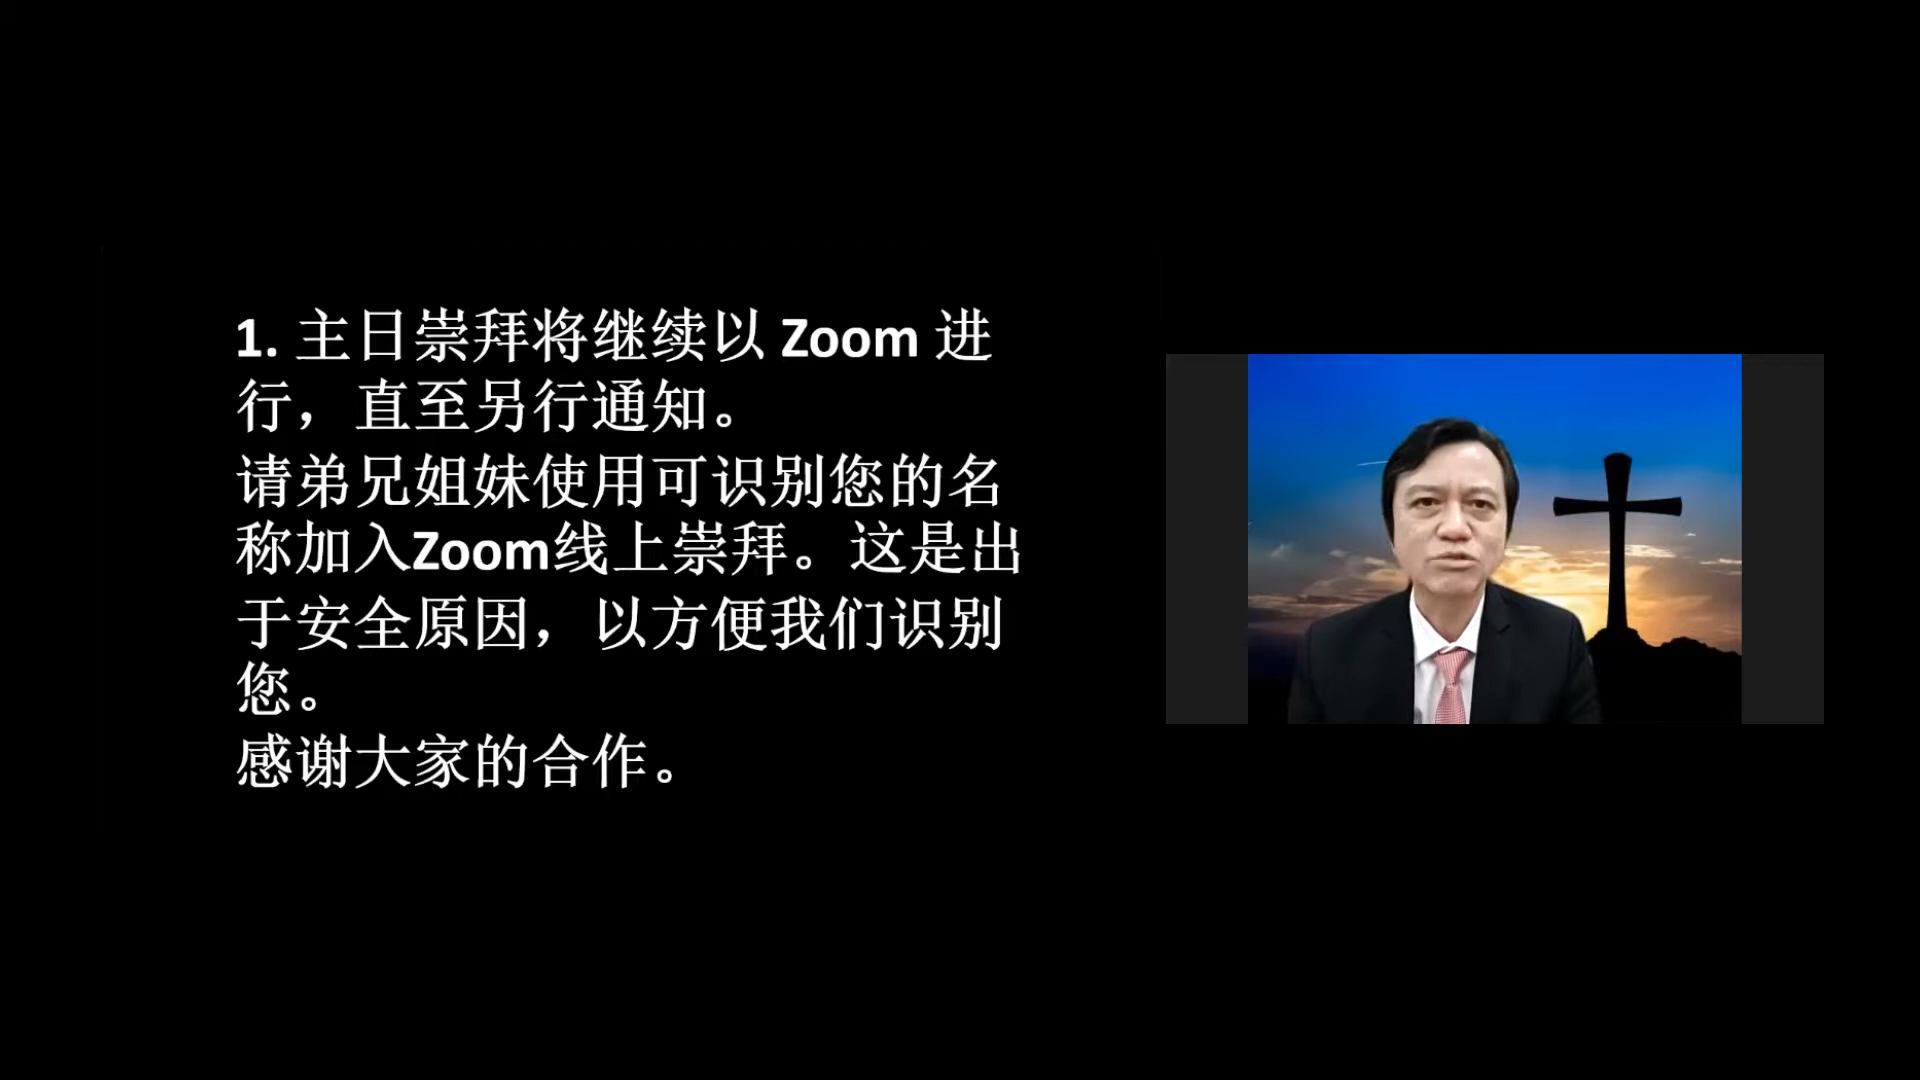 1. 主日崇拜将继续以 Zoom 进
行，直至另行通知。
请弟兄姐妹使用可识别您的名
称加入Zoom线上崇拜。这是出
于安全原因，以方便我们识别
您。
感谢大家的合作。